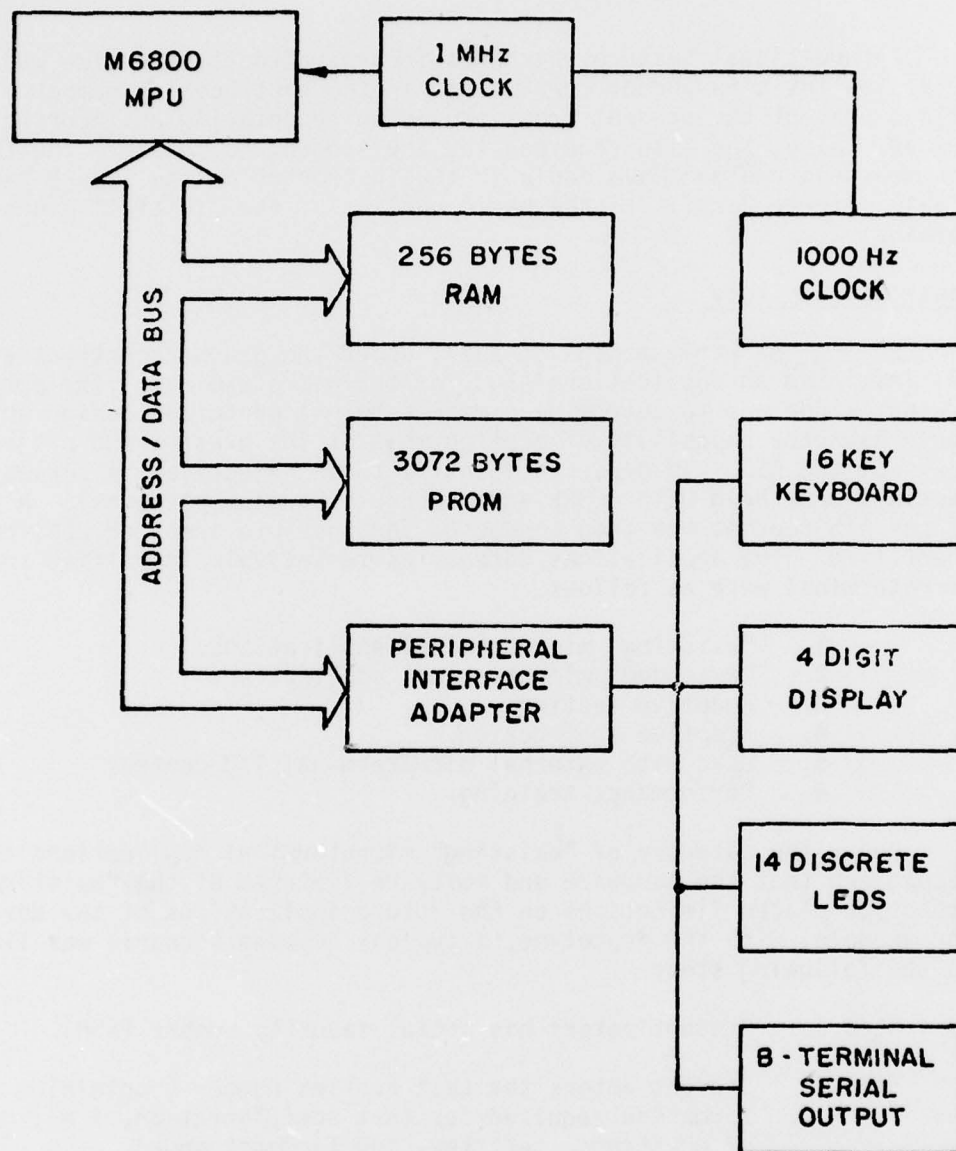 M6800
MPU
1 MHz
CLOCK
256 BYTES
RAM
1000 Hz
CLOCK
ADDRESS / DATA BUS
3072 BYTES
PROM
16 KEY
KEYBOARD
PERIPHERAL
INTERFACE
ADAPTER
4 DIGIT
DISPLAY
14 DISCRETE
LEDS
8 - TERMINAL
SERIAL
OUTPUT